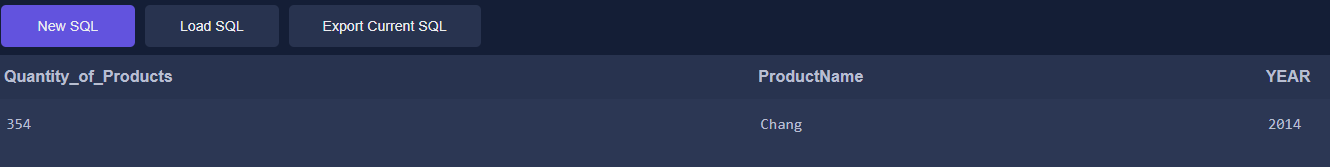 New SQL Load SQL Export Current SQL
Quantity_of_Products ProductName YEAR
354 Chang 2014